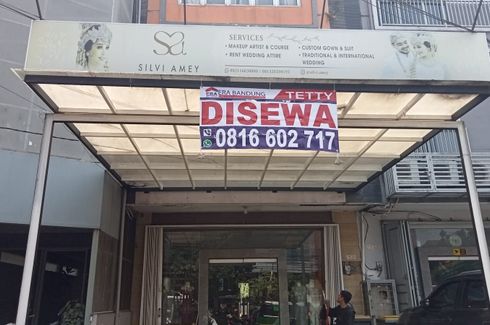 sa
SILVI AMEY
SERVICES
• MAKEUP ARTIST & COURSE
• RENT WEDDING ATTIRE
• CUSTOM GOWN & SUIT
• TRADITIONAL & INTERNATIONAL WEDDING
ERA
ERA BANDUNG
TETTY
DISEWA
0816 602 717